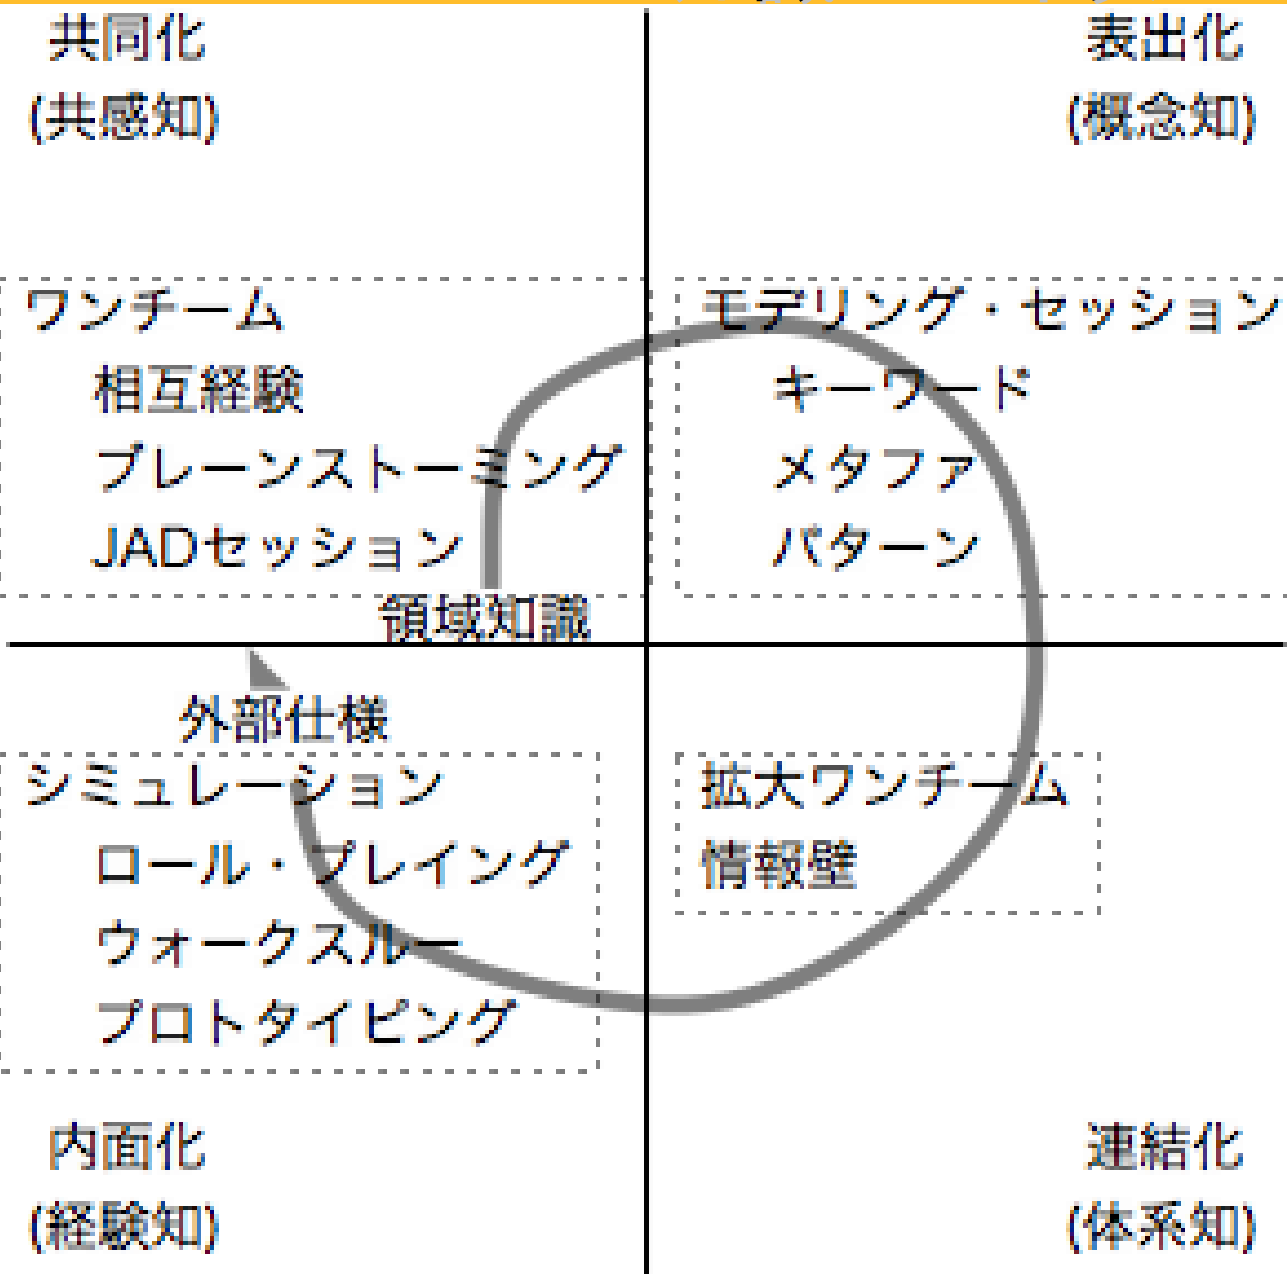 共同化
(共感知)
表出化
(概念知)
ワンチーム
相互経験
ブレーンストーミング
JADセッション
領域知識
モデリング・セッション
キーワード
メタファ
パターン
外部仕様
シミュレーション
ロール・プレイング
ウォークスルー
プロトタイピング
拡大ワンチーム
情報壁
内面化
(経験知)
連結化
(体系知)